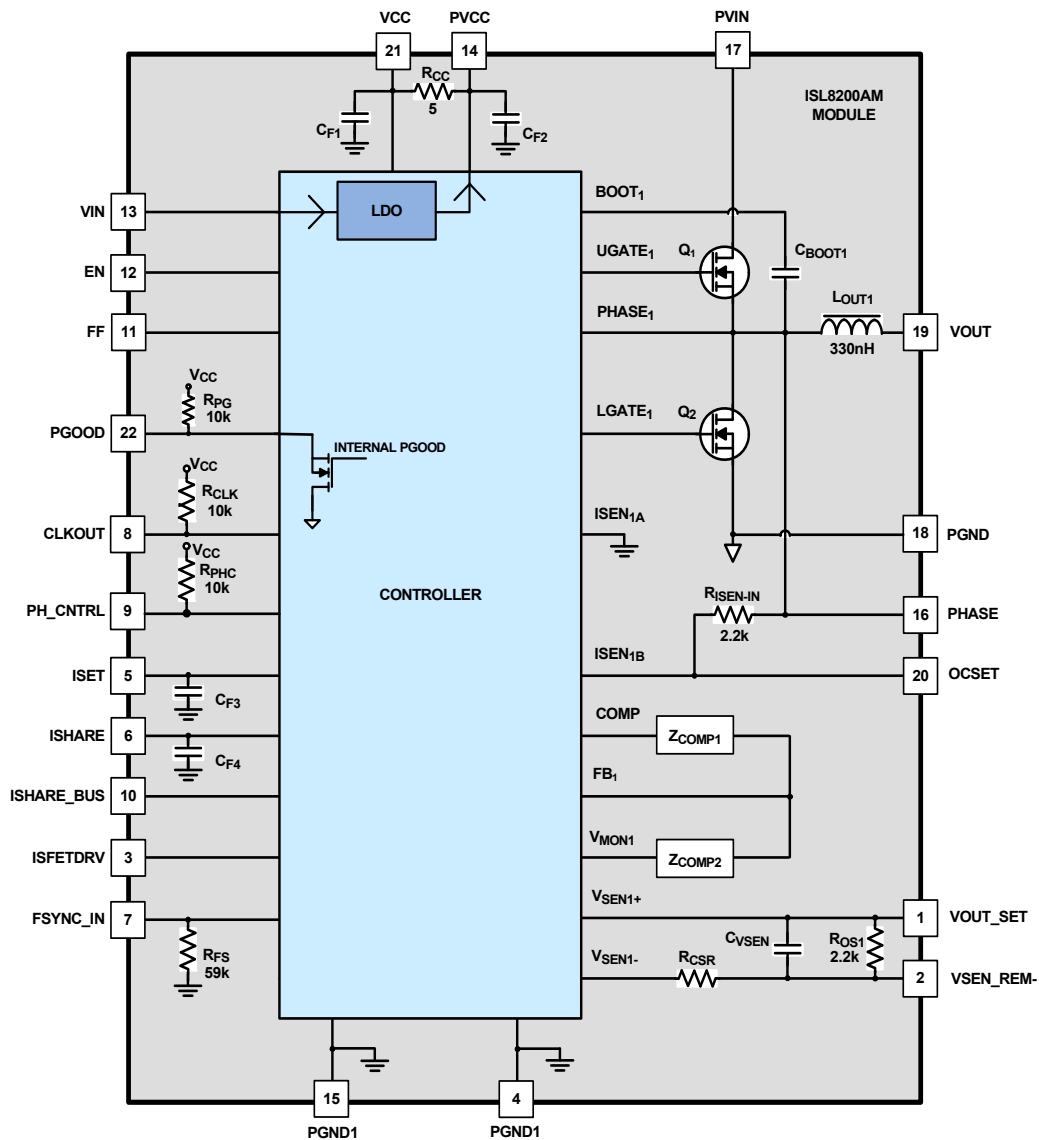 VCC
PVCC
PVIN
21
14
17
RCC
5
CF1
CF2
ISL8200AM
MODULE
VIN
13
LDO
BOOT1
EN
12
UGATE1
Q1
CBOOT1
FF
11
PHASE1
LOUT1
330nH
19
VOUT
VCC
RPG
10k
PGOOD
22
INTERNAL PGOOD
LGATE1
Q2
VCC
RCLK
10k
CLKOUT
8
ISEN1A
18
PGND
VCC
RPHC
10k
PH_CNTRL
9
CONTROLLER
RISEN-IN
2.2k
16
PHASE
ISET
5
CF3
ISEN1B
20
OCSET
ISHARE
6
CF4
COMP
ZCOMP1
ISHARE_BUS
10
FB1
ISFETDRV
3
VMON1
ZCOMP2
FSYNC_IN
7
RFS
59k
VSEN1+
1
VOUT_SET
CVSEN
ROS1
2.2k
VSEN1-
RCSR
2
VSEN_REM-
15
4
PGND1
PGND1